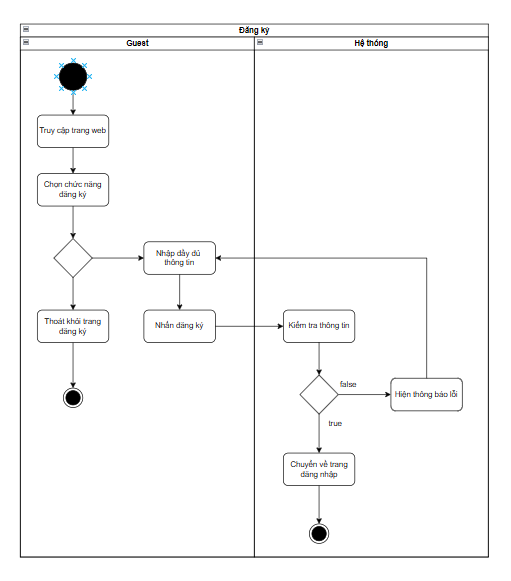 Đăng ký
Guest
Hệ thống
Truy cập trang web
Chọn chức năng
đăng ký
Nhập đầy đủ
thông tin
Thoát khỏi trang
đăng ký
Nhấn đăng ký
Kiểm tra thông tin
false
Hiện thông báo lỗi
true
Chuyển về trang
đăng nhập